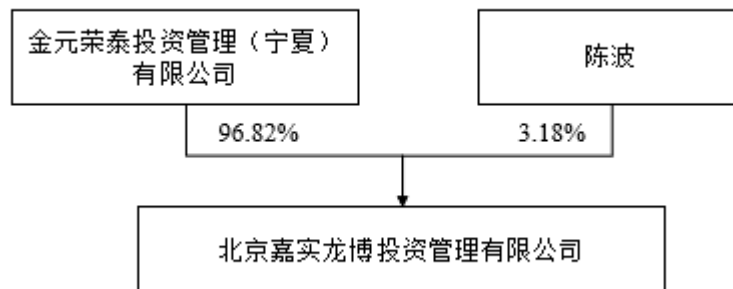 金元荣泰投资管理（宁夏）
有限公司
陈波
96.82%
3.18%
北京嘉实龙博投资管理有限公司